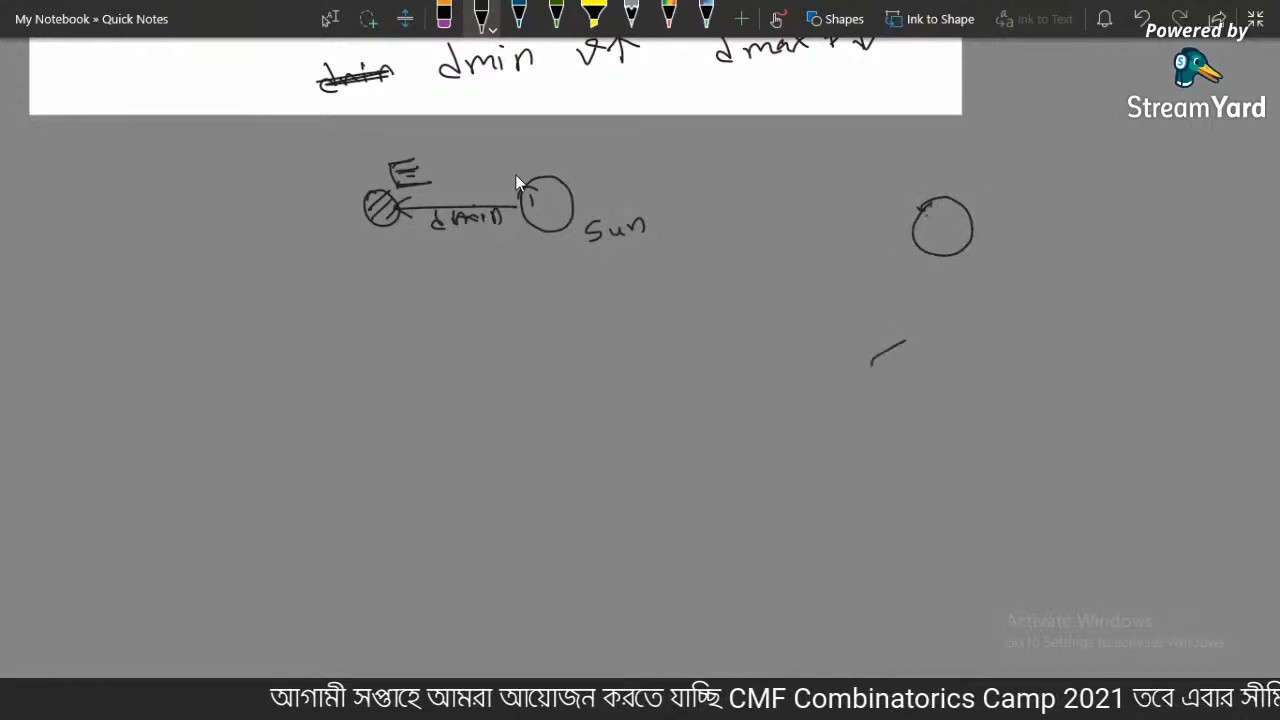 My Notebook » Quick Notes
Shapes
Ink to Shape
Ink to Text
Powered by
StreamYard
dmin dmin v↑ dmax
E
dmin
Sun
Activate Windows
Go to Settings to activate Windows.
আগামী সপ্তাহে আমরা আয়োজন করতে যাচ্ছি CMF Combinatorics Camp 2021 তবে এবার সীমি